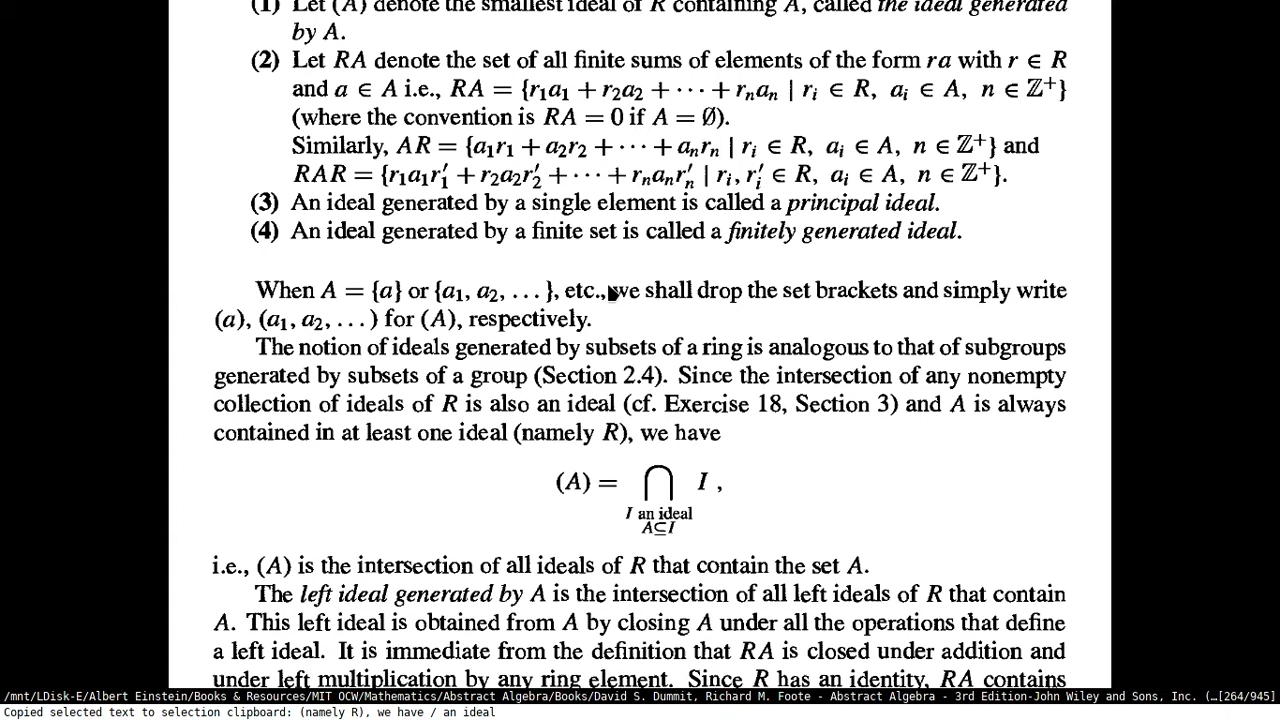 (1) Let (A) denote the smallest ideal of R containing A, called the ideal generated
by A.
(2) Let RA denote the set of all finite sums of elements of the form ra with r ∈ R
and a ∈ A i.e., RA = {r₁a₁ + r₂a₂ + ··· + rₙaₙ | rᵢ ∈ R, aᵢ ∈ A, n ∈ ℤ⁺}
(where the convention is RA = 0 if A = ∅).
Similarly, AR = {a₁r₁ + a₂r₂ + ··· + aₙrₙ | rᵢ ∈ R, aᵢ ∈ A, n ∈ ℤ⁺} and
RAR = {r₁a₁r₁′ + r₂a₂r₂′ + ··· + rₙaₙrₙ′ | rᵢ, rᵢ′ ∈ R, aᵢ ∈ A, n ∈ ℤ⁺}.
(3) An ideal generated by a single element is called a principal ideal.
(4) An ideal generated by a finite set is called a finitely generated ideal.
When A = {a} or {a₁, a₂, ... }, etc., we shall drop the set brackets and simply write
(a), (a₁, a₂, ... ) for (A), respectively.
The notion of ideals generated by subsets of a ring is analogous to that of subgroups
generated by subsets of a group (Section 2.4). Since the intersection of any nonempty
collection of ideals of R is also an ideal (cf. Exercise 18, Section 3) and A is always
contained in at least one ideal (namely R), we have
(A) = ⋂ I ,
I an ideal
A⊆I
i.e., (A) is the intersection of all ideals of R that contain the set A.
The left ideal generated by A is the intersection of all left ideals of R that contain
A. This left ideal is obtained from A by closing A under all the operations that define
a left ideal. It is immediate from the definition that RA is closed under addition and
under left multiplication by any ring element. Since R has an identity, RA contains
/mnt/LDisk-E/Albert Einstein/Books & Resources/MIT OCW/Mathematics/Abstract Algebra/Books/David S. Dummit, Richard M. Foote - Abstract Algebra - 3rd Edition-John Wiley and Sons, Inc. (…[264/945]
Copied selected text to selection clipboard: (namely R), we have / an ideal